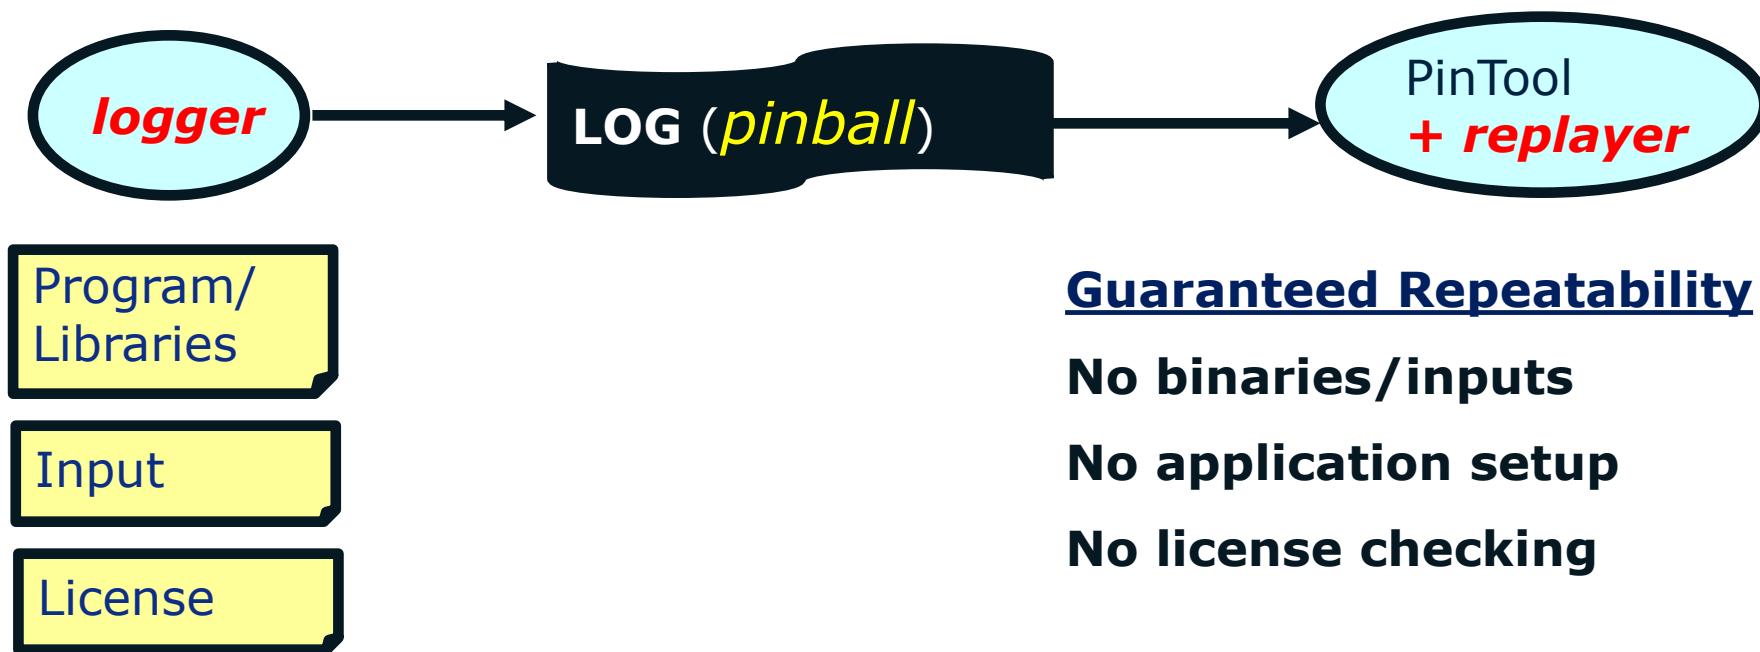 logger
LOG (pinball)
PinTool
+ replayer
Program/
Libraries
Input
License
Guaranteed Repeatability
No binaries/inputs
No application setup
No license checking